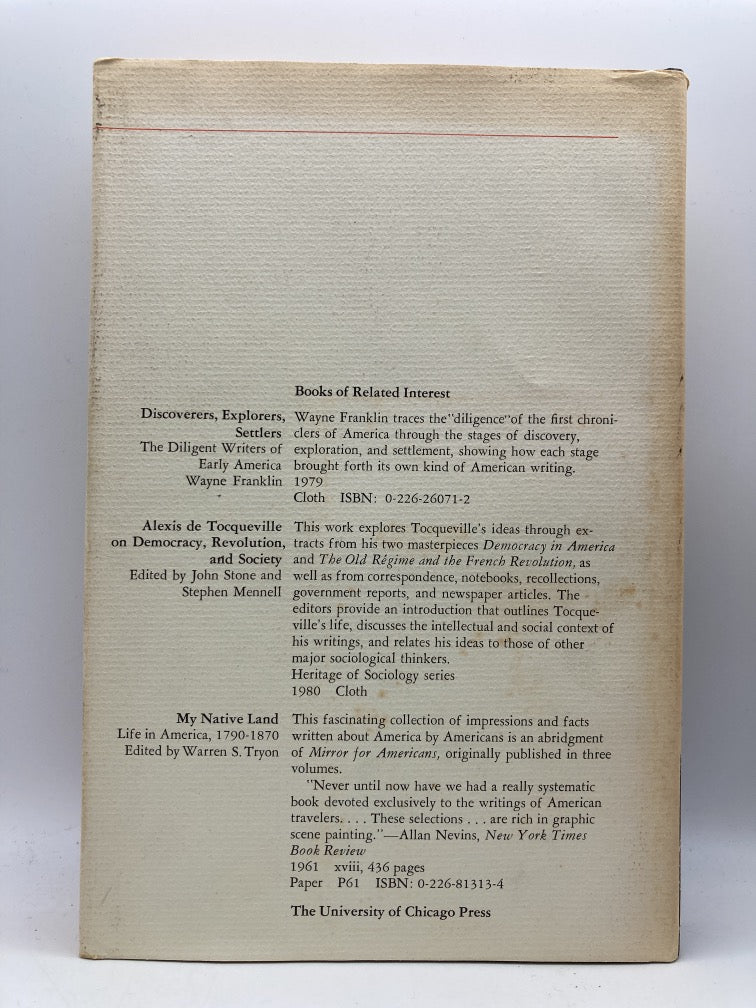 Books of Related Interest
Discoverers, Explorers,
Settlers
The Diligent Writers of
Early America
Wayne Franklin
Wayne Franklin traces the "diligence" of the first chroni-
clers of America through the stages of discovery,
exploration, and settlement, showing how each stage
brought forth its own kind of American writing.
1979
Cloth ISBN: 0-226-26071-2
Alexis de Tocqueville
on Democracy, Revolution,
and Society
Edited by John Stone and
Stephen Mennell
This work explores Tocqueville's ideas through ex-
tracts from his two masterpieces Democracy in America
and The Old Régime and the French Revolution, as
well as from correspondence, notebooks, recollections,
government reports, and newspaper articles. The
editors provide an introduction that outlines Tocque-
ville's life, discusses the intellectual and social context of
his writings, and relates his ideas to those of other
major sociological thinkers.
Heritage of Sociology series
1980 Cloth
My Native Land
Life in America, 1790-1870
Edited by Warren S. Tryon
This fascinating collection of impressions and facts
written about America by Americans is an abridgment
of Mirror for Americans, originally published in three
volumes.
"Never until now have we had a really systematic
book devoted exclusively to the writings of American
travelers. . . . These selections . . . are rich in graphic
scene painting."—Allan Nevins, New York Times
Book Review
1961 xviii, 436 pages
Paper P61 ISBN: 0-226-81313-4
The University of Chicago Press